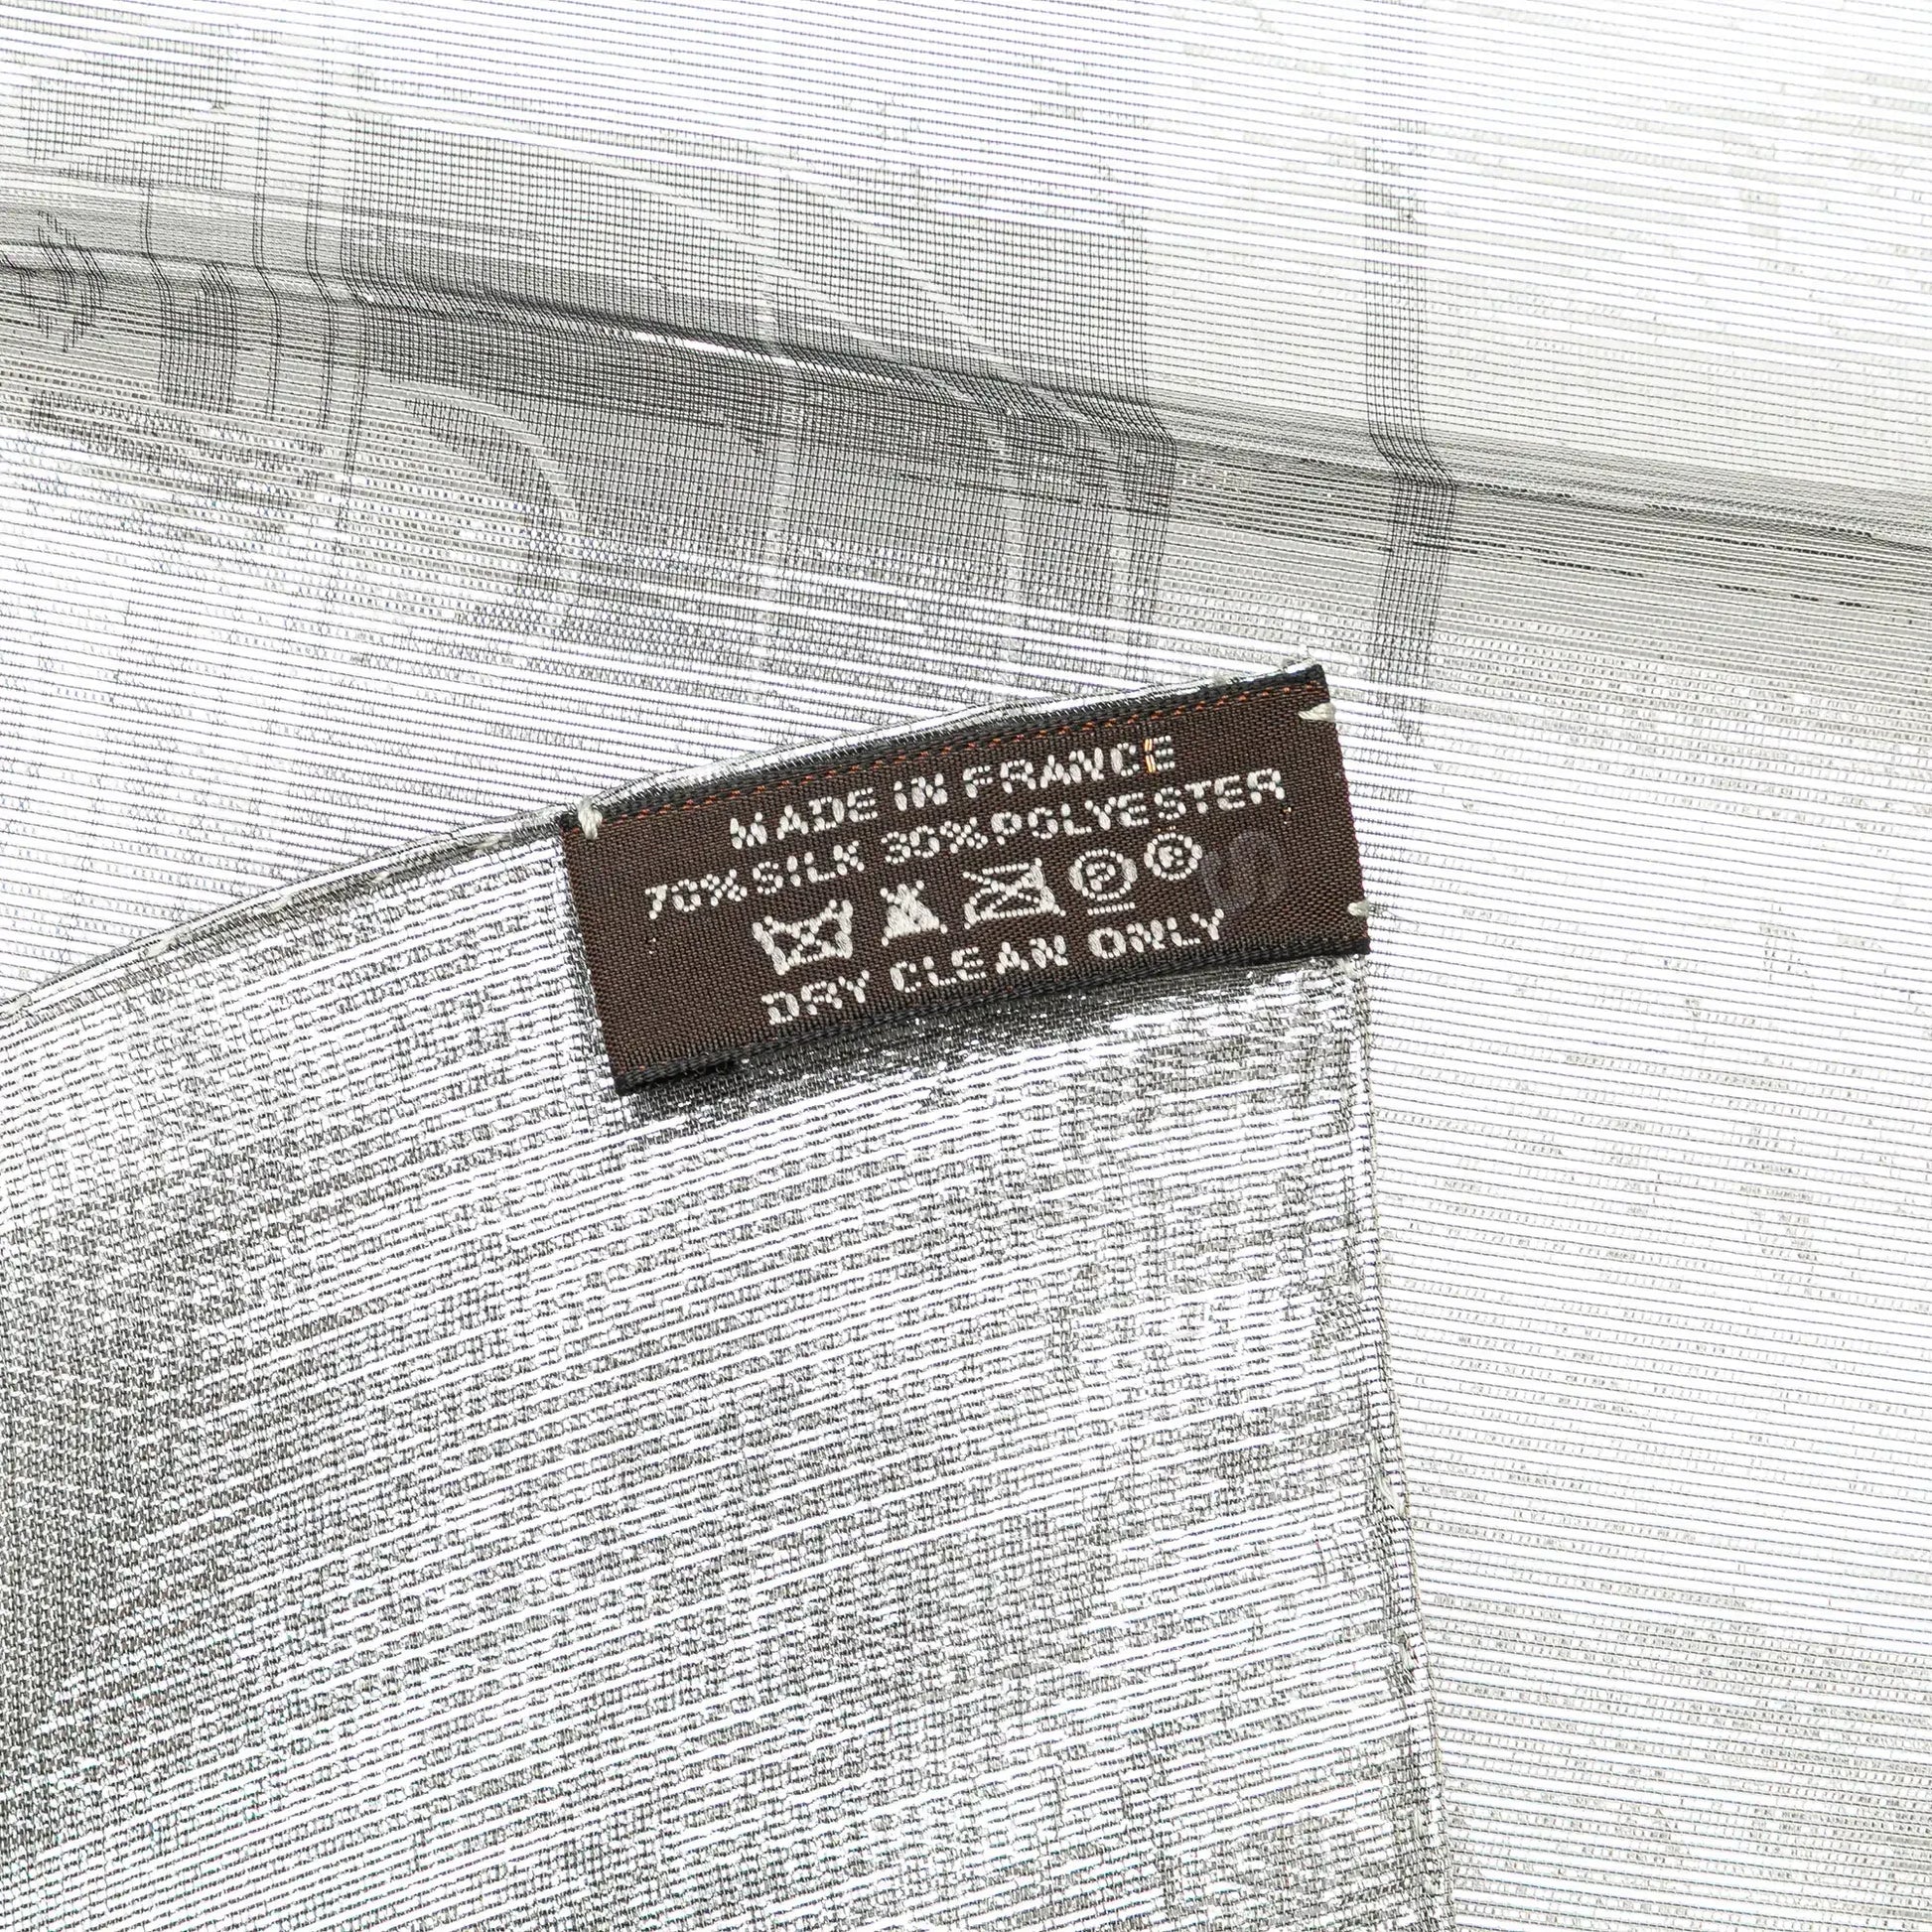 MADE IN FRANCE
70% SILK 30% POLYESTER
P
DRY CLEAN ONLY